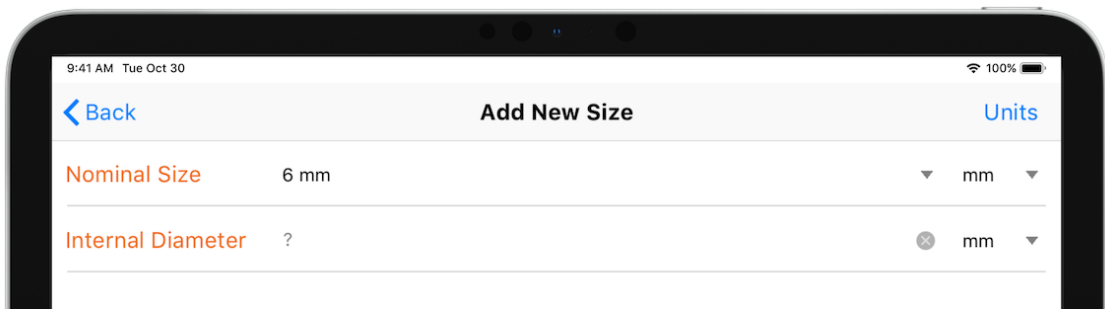 9:41 AM Tue Oct 30 100%
Back Add New Size Units
Nominal Size 6 mm mm
Internal Diameter ? mm